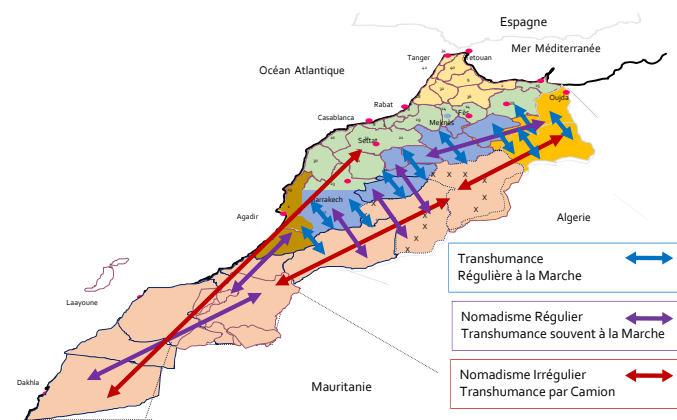 Espagne
Mer Méditerranée
Tanger
Tetouan
Océan Atlantique
Oujda
Rabat
Fès
Casablanca
Meknès
Settat
Marrakech
Agadir
Algérie
Laayoune
Dakhla
Mauritanie
X X X X X X X X X X X
Transhumance
Régulière à la Marche
Nomadisme Régulier
Transhumance souvent à la Marche
Nomadisme Irrégulier
Transhumance par Camion